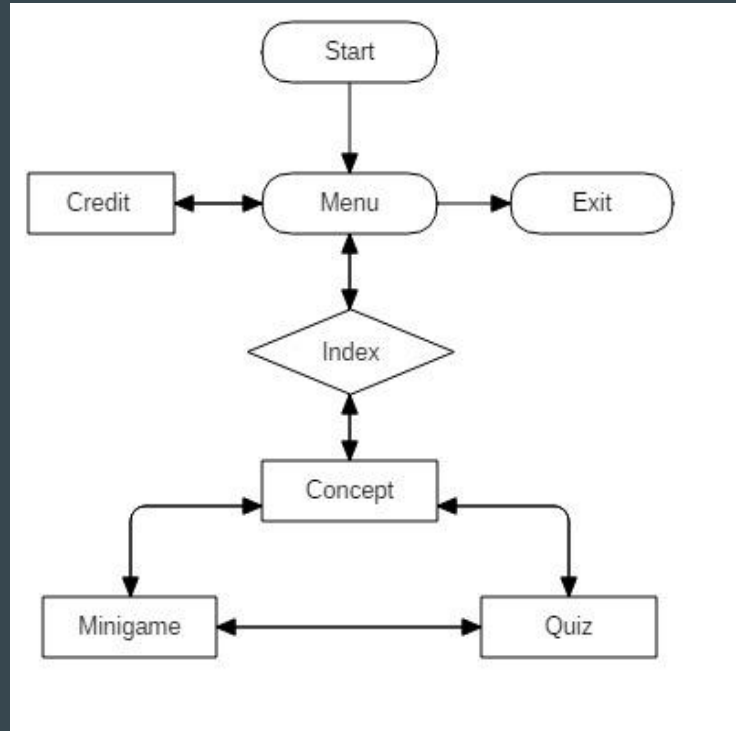 Start
Credit
Menu
Exit
Index
Concept
Minigame
Quiz